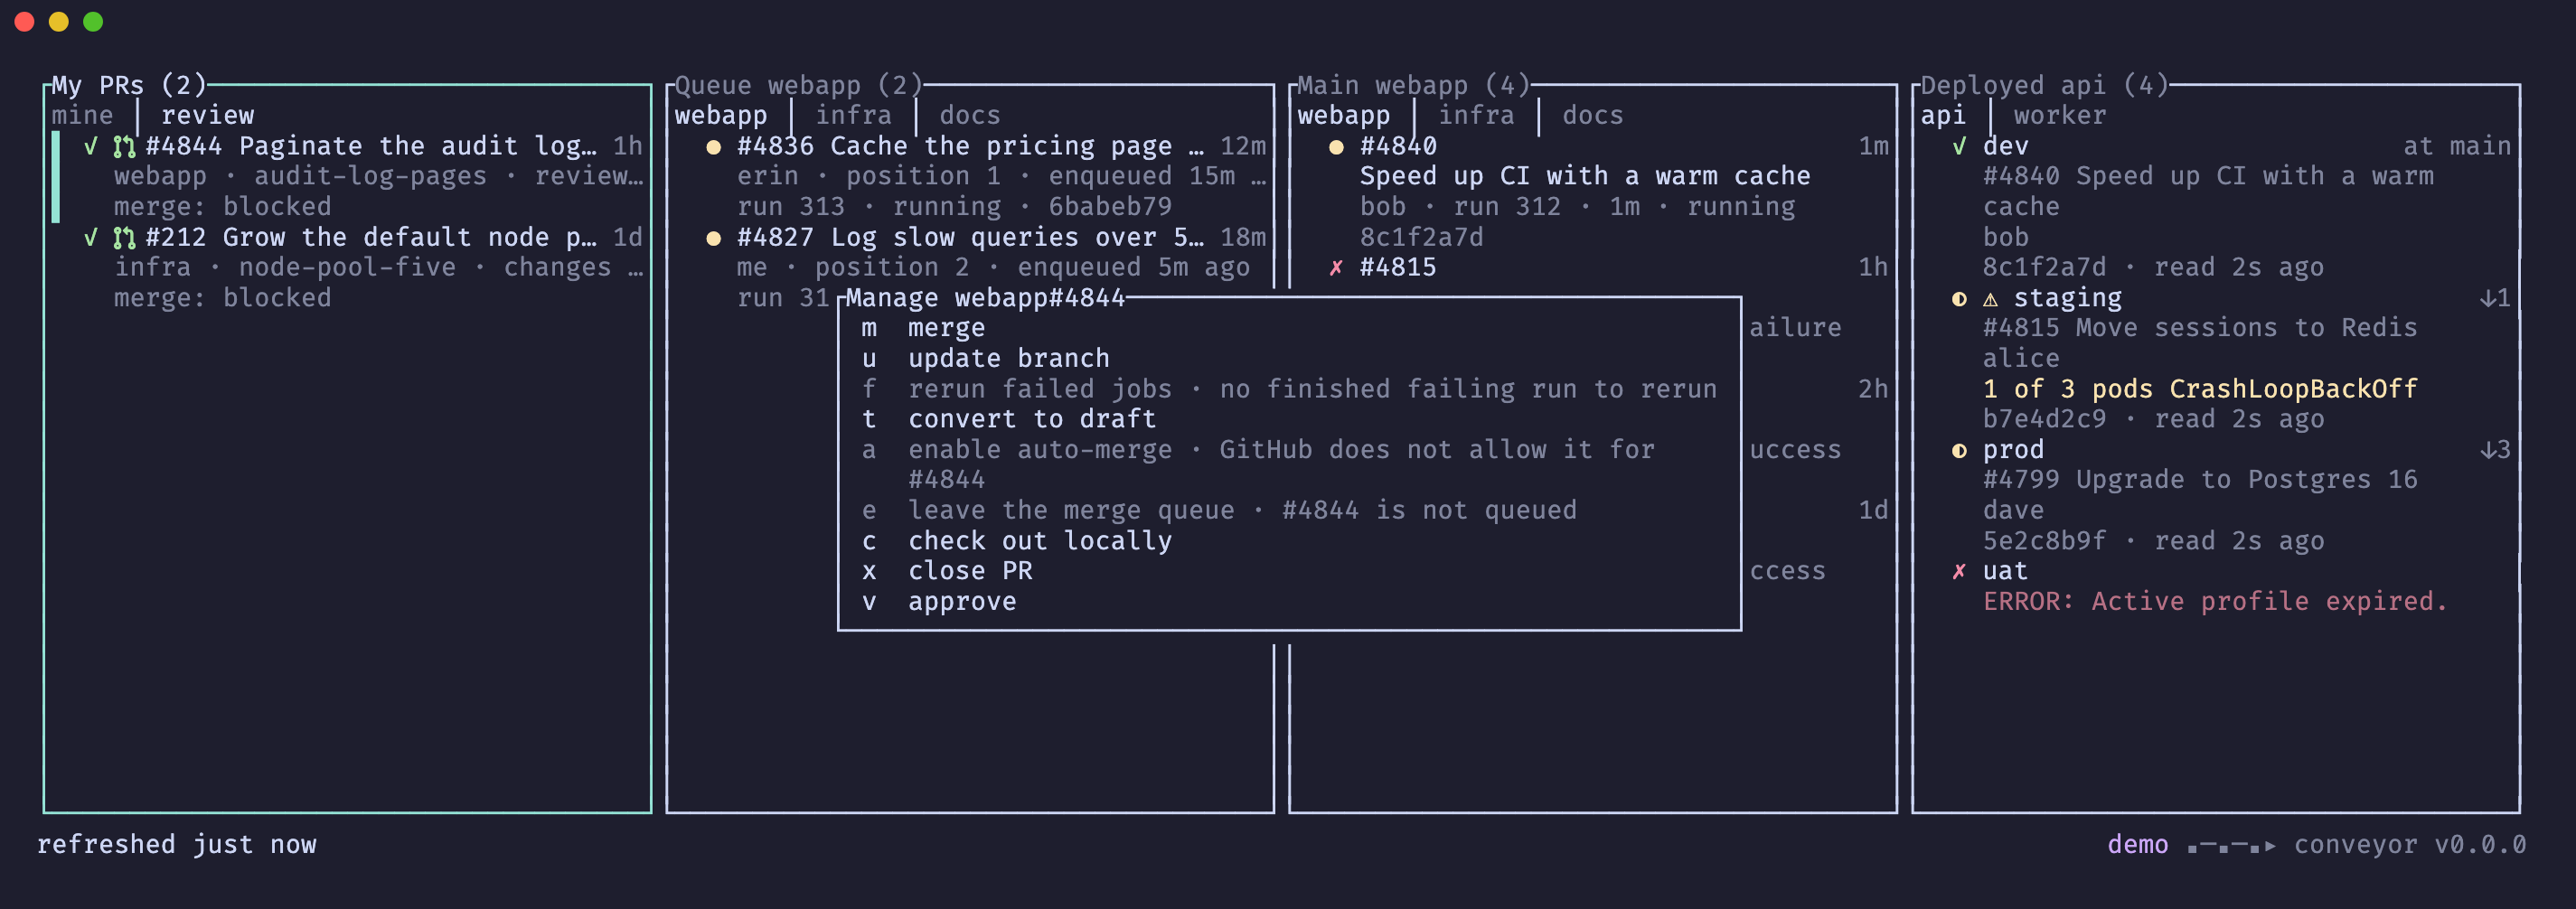 My PRs (2)
mine │ review
√ #4844 Paginate the audit log… 1h
webapp · audit-log-pages · review…
merge: blocked
√ #212 Grow the default node p… 1d
infra · node-pool-five · changes …
merge: blocked
Queue webapp (2)
webapp │ infra │ docs
● #4836 Cache the pricing page … 12m
erin · position 1 · enqueued 15m …
run 313 · running · 6babeb79
● #4827 Log slow queries over 5… 18m
me · position 2 · enqueued 5m ago
run 31
Main webapp (4)
webapp │ infra │ docs
● #4840 1m
Speed up CI with a warm cache
bob · run 312 · 1m · running
8c1f2a7d
✗ #4815 1h
ailure
2h
uccess
1d
ccess
Manage webapp#4844
m merge
u update branch
f rerun failed jobs · no finished failing run to rerun
t convert to draft
a enable auto-merge · GitHub does not allow it for
#4844
e leave the merge queue · #4844 is not queued
c check out locally
x close PR
v approve
Deployed api (4)
api │ worker
√ dev at main
#4840 Speed up CI with a warm
cache
bob
8c1f2a7d · read 2s ago
◐ ⚠ staging ↓1
#4815 Move sessions to Redis
alice
1 of 3 pods CrashLoopBackOff
b7e4d2c9 · read 2s ago
◐ prod ↓3
#4799 Upgrade to Postgres 16
dave
5e2c8b9f · read 2s ago
✗ uat
ERROR: Active profile expired.
refreshed just now
demo ▪─▪─▪▸ conveyor v0.0.0